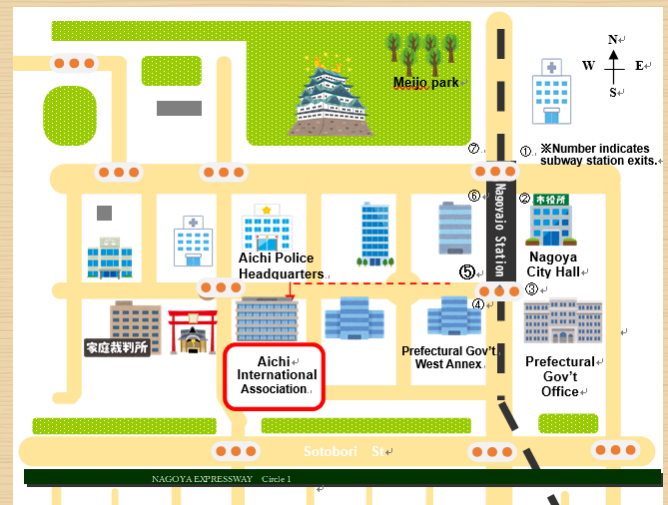 N
W E
S
Meijo park
⑦
①
※Number indicates
subway station exits.
⑥
②
市役所
Nagoyajo Station
Nagoya
City Hall
Aichi Police
Headquarters
⑤
④
③
家庭裁判所
Aichi
International
Association
Prefectural Gov't
West Annex
Prefectural
Gov't
Office
Sotobori St
NAGOYA EXPRESSWAY Circle 1